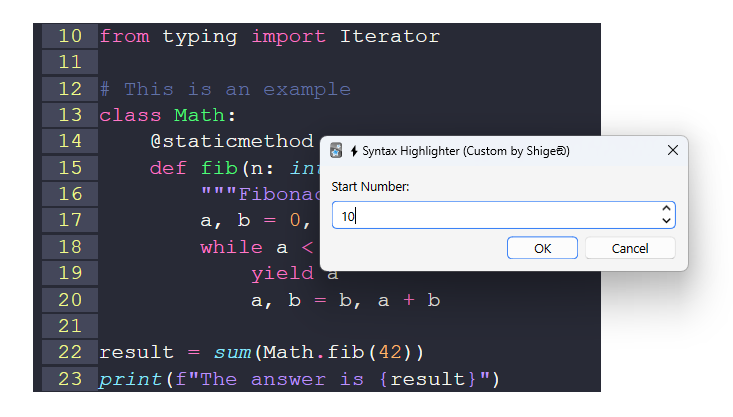 10 from typing import Iterator
11
12 # This is an example
13 class Math:
14     @staticmethod
15     def fib(n: int
16         """Fibonac
17         a, b = 0,
18         while a <
19             yield a
20             a, b = b, a + b
21
22 result = sum(Math.fib(42))
23 print(f"The answer is {result}")
Syntax Highlighter (Custom by Shige)
Start Number:
10
OK Cancel